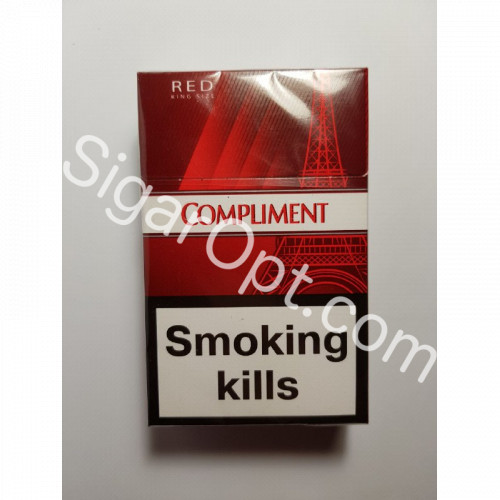 RED
KING SIZE
COMPLIMENT
Smoking
kills
SigarOpt.com